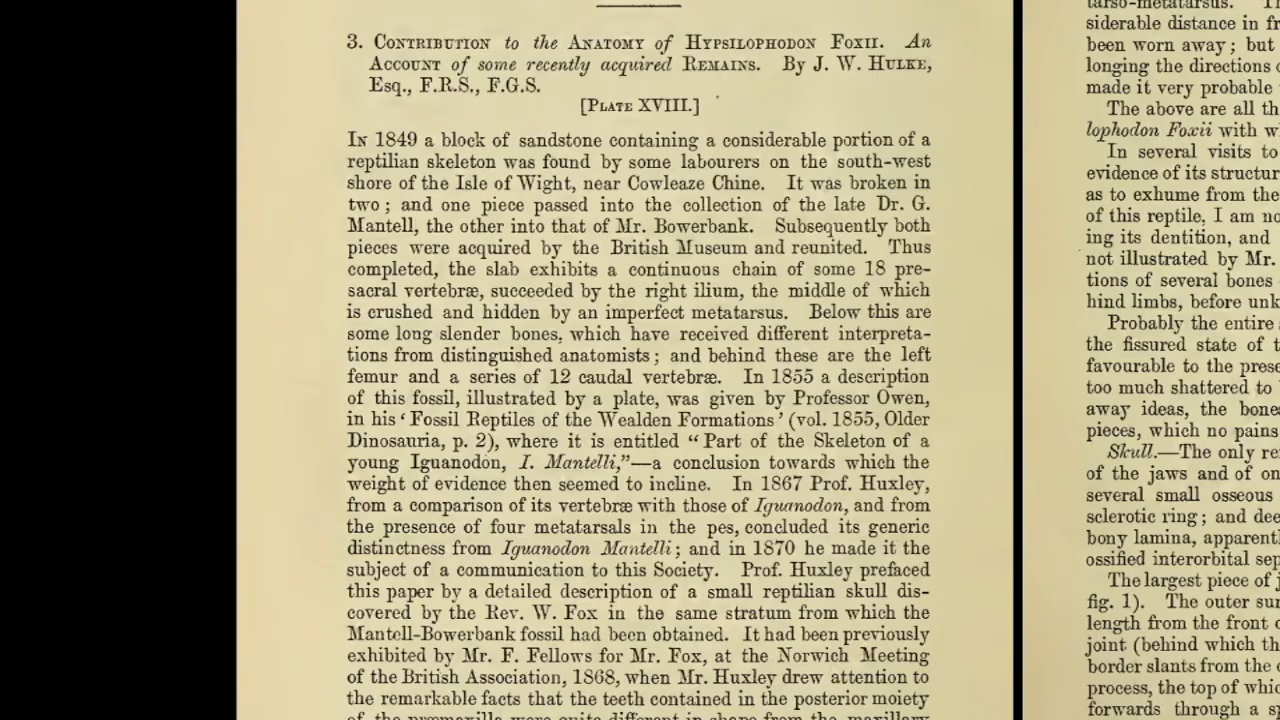 3. CONTRIBUTION to the ANATOMY of HYPSILOPHODON FOXII. An
ACCOUNT of some recently acquired REMAINS. By J. W. HULKE,
Esq., F.R.S., F.G.S.
[PLATE XVIII.]
IN 1849 a block of sandstone containing a considerable portion of a
reptilian skeleton was found by some labourers on the south-west
shore of the Isle of Wight, near Cowleaze Chine. It was broken in
two; and one piece passed into the collection of the late Dr. G.
Mantell, the other into that of Mr. Bowerbank. Subsequently both
pieces were acquired by the British Museum and reunited. Thus
completed, the slab exhibits a continuous chain of some 18 pre-
sacral vertebræ, succeeded by the right ilium, the middle of which
is crushed and hidden by an imperfect metatarsus. Below this are
some long slender bones, which have received different interpreta-
tions from distinguished anatomists; and behind these are the left
femur and a series of 12 caudal vertebræ. In 1855 a description
of this fossil, illustrated by a plate, was given by Professor Owen,
in his ‘Fossil Reptiles of the Wealden Formations’ (vol. 1855, Older
Dinosauria, p. 2), where it is entitled “Part of the Skeleton of a
young Iguanodon, I. Mantelli,”—a conclusion towards which the
weight of evidence then seemed to incline. In 1867 Prof. Huxley,
from a comparison of its vertebræ with those of Iguanodon, and from
the presence of four metatarsals in the pes, concluded its generic
distinctness from Iguanodon Mantelli; and in 1870 he made it the
subject of a communication to this Society. Prof. Huxley prefaced
this paper by a detailed description of a small reptilian skull dis-
covered by the Rev. W. Fox in the same stratum from which the
Mantell-Bowerbank fossil had been obtained. It had been previously
exhibited by Mr. F. Fellows for Mr. Fox, at the Norwich Meeting
of the British Association, 1868, when Mr. Huxley drew attention to
the remarkable facts that the teeth contained in the posterior moiety
of the præmaxilla were quite different in shape from the maxillary
tarso-metatarsus.
siderable distance in
been worn away; but
longing the directions
made it very probable
The above are all
lophodon Foxii with
In several visits to
evidence of its
as to exhume from the
of this reptile, I am
ing its dentition, and
not illustrated by Mr.
tions of several bones
hind limbs, before
Probably the entire
the fissured state of
favourable to the
too much shattered to
away ideas, the
pieces, which no pains
Skull.—The only
of the jaws and of
several small osseous
sclerotic ring; and
bony lamina,
ossified interorbital
The largest piece of
fig. 1). The outer
length from the front
joint (behind which
border slants from the
process, the top of
forwards through a